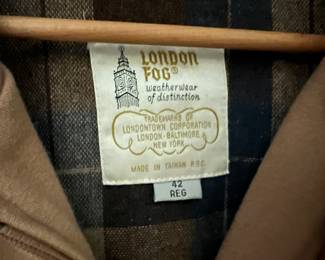 LONDON
FOG®
weatherwear
of distinction
TRADEMARKS OF
LONDONTOWN CORPORATION
LONDON-BALTIMORE
NEW YORK
MADE IN TAIWAN R.O.C.
42
REG